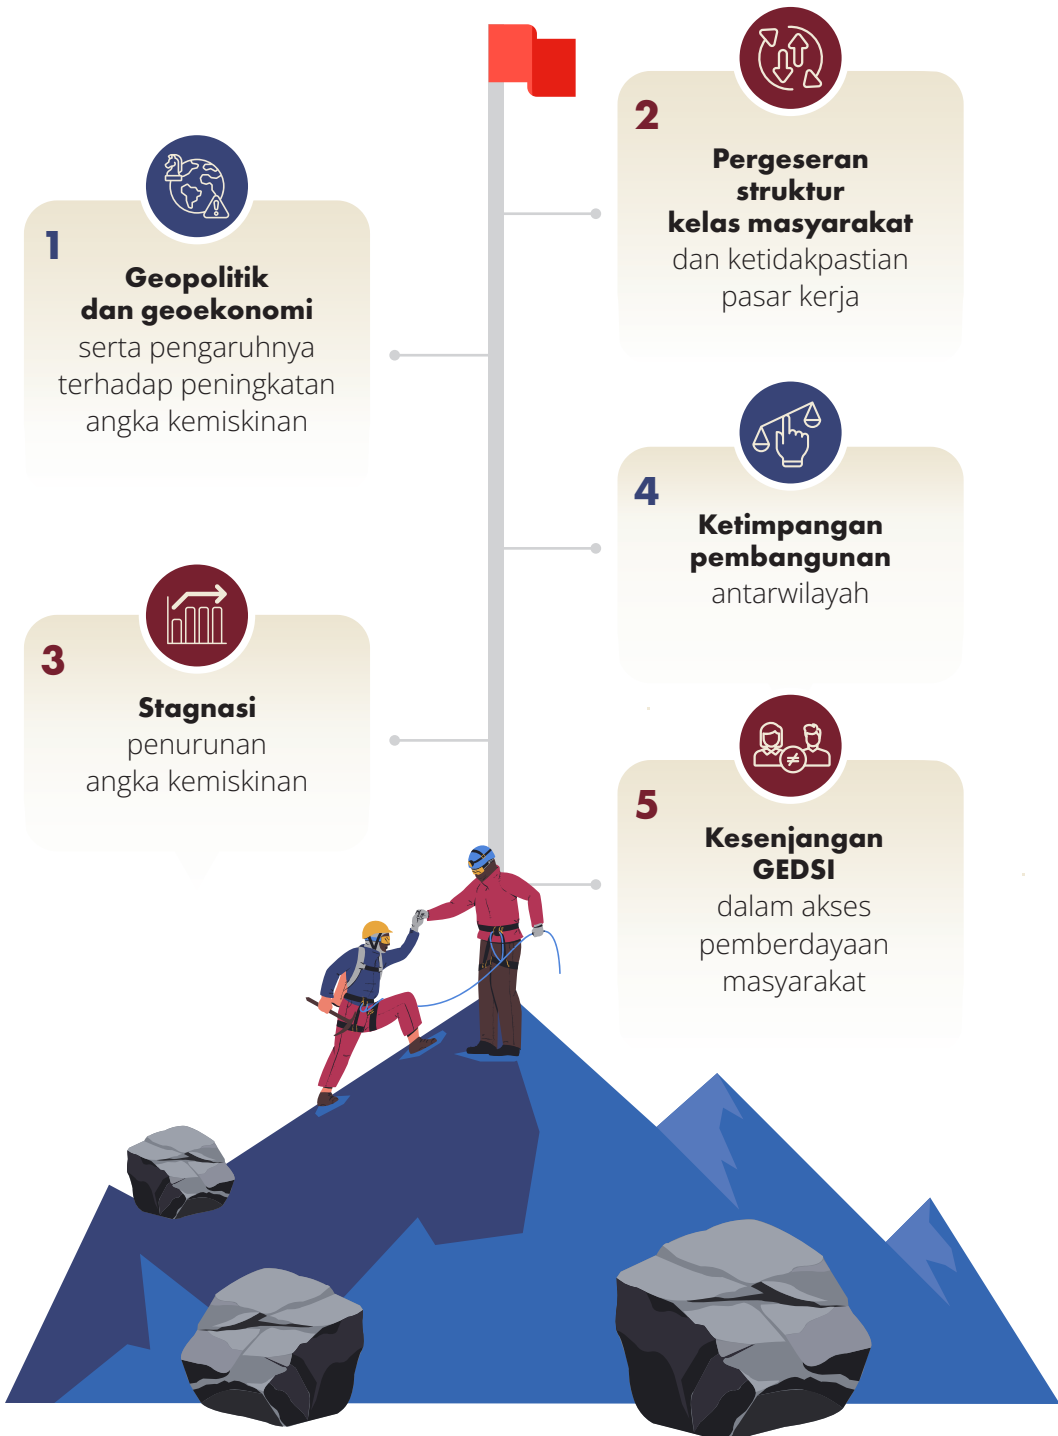 1
Geopolitik
dan geoekonomi
serta pengaruhnya
terhadap peningkatan
angka kemiskinan
2
Pergeseran
struktur
kelas masyarakat
dan ketidakpastian
pasar kerja
3
Stagnasi
penurunan
angka kemiskinan
4
Ketimpangan
pembangunan
antarwilayah
5
Kesenjangan
GEDSI
dalam akses
pemberdayaan
masyarakat